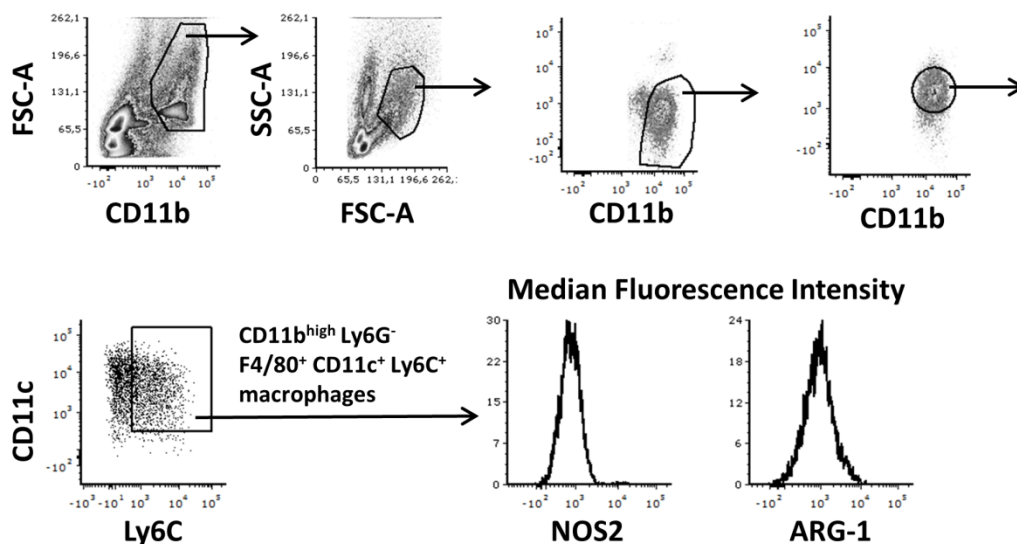 FSC-A
262,1
196,6
131,1
65,5
0
-10² 10³ 10⁴ 10⁵
CD11b
SSC-A
262,1
196,6
131,1
65,5
0
0 65,5 131,1 196,6 262,1
FSC-A
10⁵
10⁴
10³
10²
-10²
-10² 10³ 10⁴ 10⁵
CD11b
10⁵
10⁴
10³
10²
-10²
-10² 10³ 10⁴ 10⁵
CD11b
CD11c
10⁵
10⁴
10³
-10²
-10³ -10¹ 10³ 10⁴ 10⁵
Ly6C
CD11bʰⁱᵍʰ Ly6G⁻
F4/80⁺ CD11c⁺ Ly6C⁺
macrophages
Median Fluorescence Intensity
30
22
15
7
0
-10² 10³ 10⁴ 10⁵
NOS2
24
18
12
6
0
-10² 10³ 10⁴ 10⁵
ARG-1